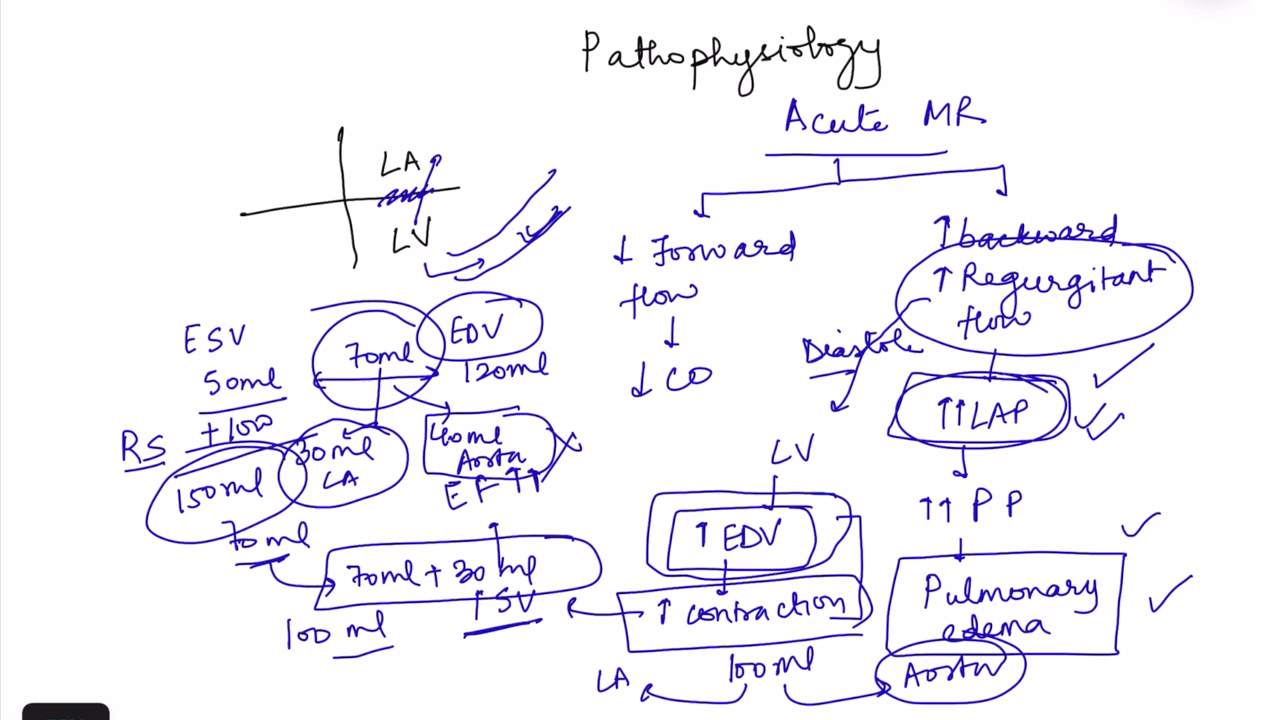 Pathophysiology
Acute MR
LA
LV
↓ Forward
flow
↓
↓ CO
↑ backward
↑ Regurgitant
flow
Diastole
↑↑ LAP
↑↑ PP
Pulmonary
edema
ESV
50ml
+100
RS
150ml
70ml
EDV
120ml
70ml
30ml
LA
40ml
Aorta
EF ↑↑
70ml + 30ml
↑ SV
100 ml
LV
↑ EDV
↑ contraction
100ml
LA
Aorta